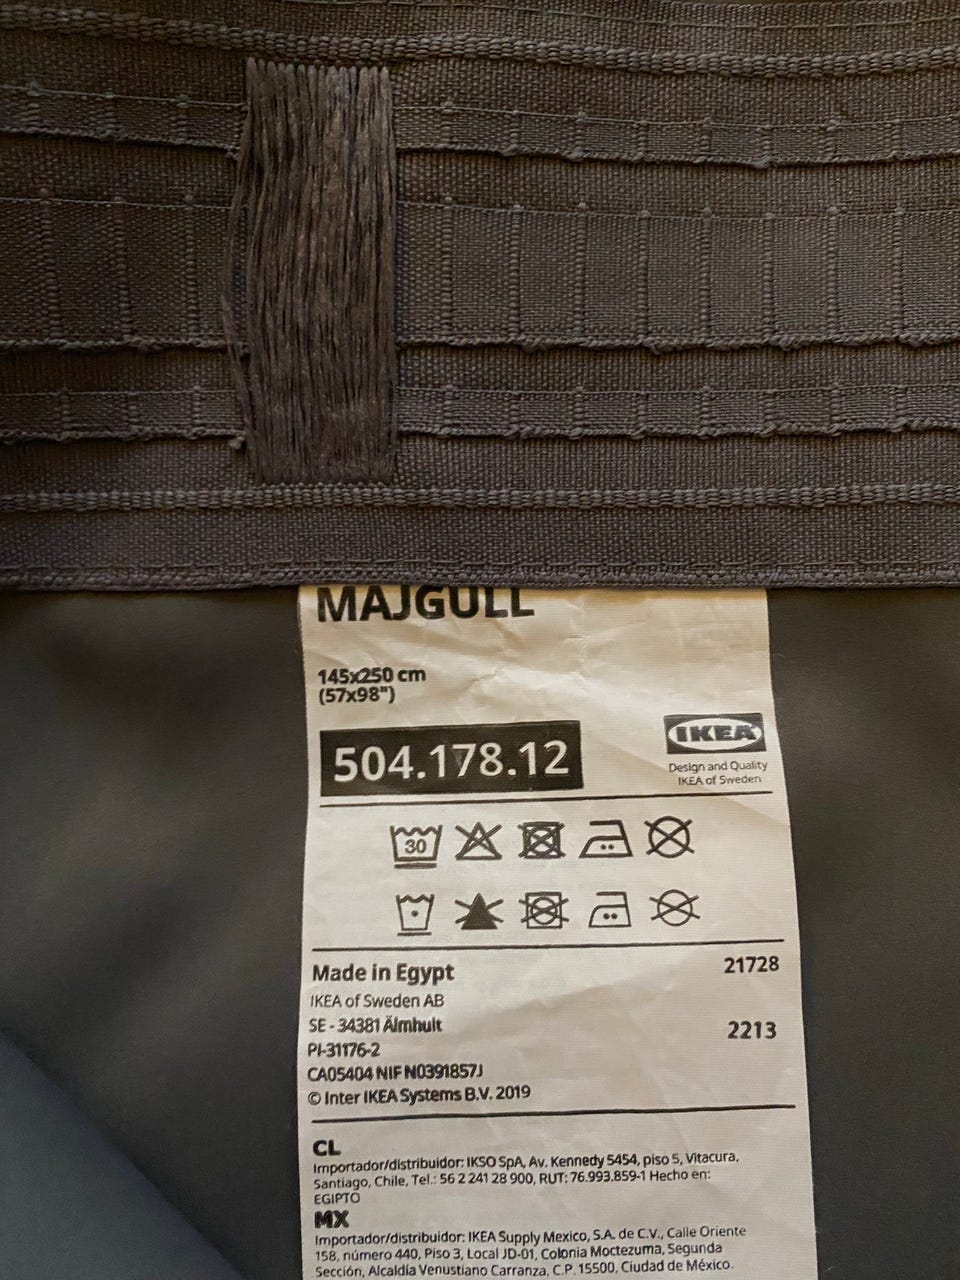 MAJGULL
145x250 cm
(57x98")
504.178.12
IKEA
Design and Quality
IKEA of Sweden
30
Made in Egypt
21728
IKEA of Sweden AB
SE - 34381 Älmhult
2213
PI-31176-2
CA05404 NIF N0391857J
© Inter IKEA Systems B.V. 2019
CL
Importador/distribuidor: IKSO SpA, Av. Kennedy 5454, piso 5, Vitacura,
Santiago, Chile, Tel.: 56 2 241 28 900, RUT: 76.993.859-1 Hecho en:
EGIPTO
MX
Importador/distribuidor: IKEA Supply Mexico, S.A. de C.V., Calle Oriente
158, número 440, Piso 3, Local JD-01, Colonia Moctezuma, Segunda
Sección, Alcaldía Venustiano Carranza, C.P. 15500, Ciudad de México.